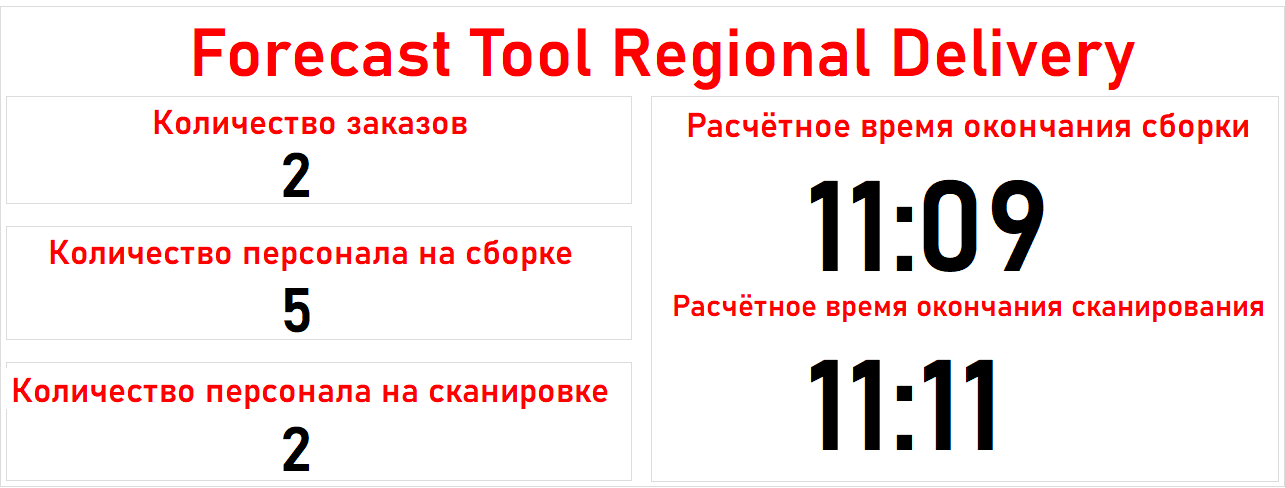 Forecast Tool Regional Delivery
Количество заказов
2
Количество персонала на сборке
5
Количество персонала на сканировке
2
Расчётное время окончания сборки
11:09
Расчётное время окончания сканирования
11:11